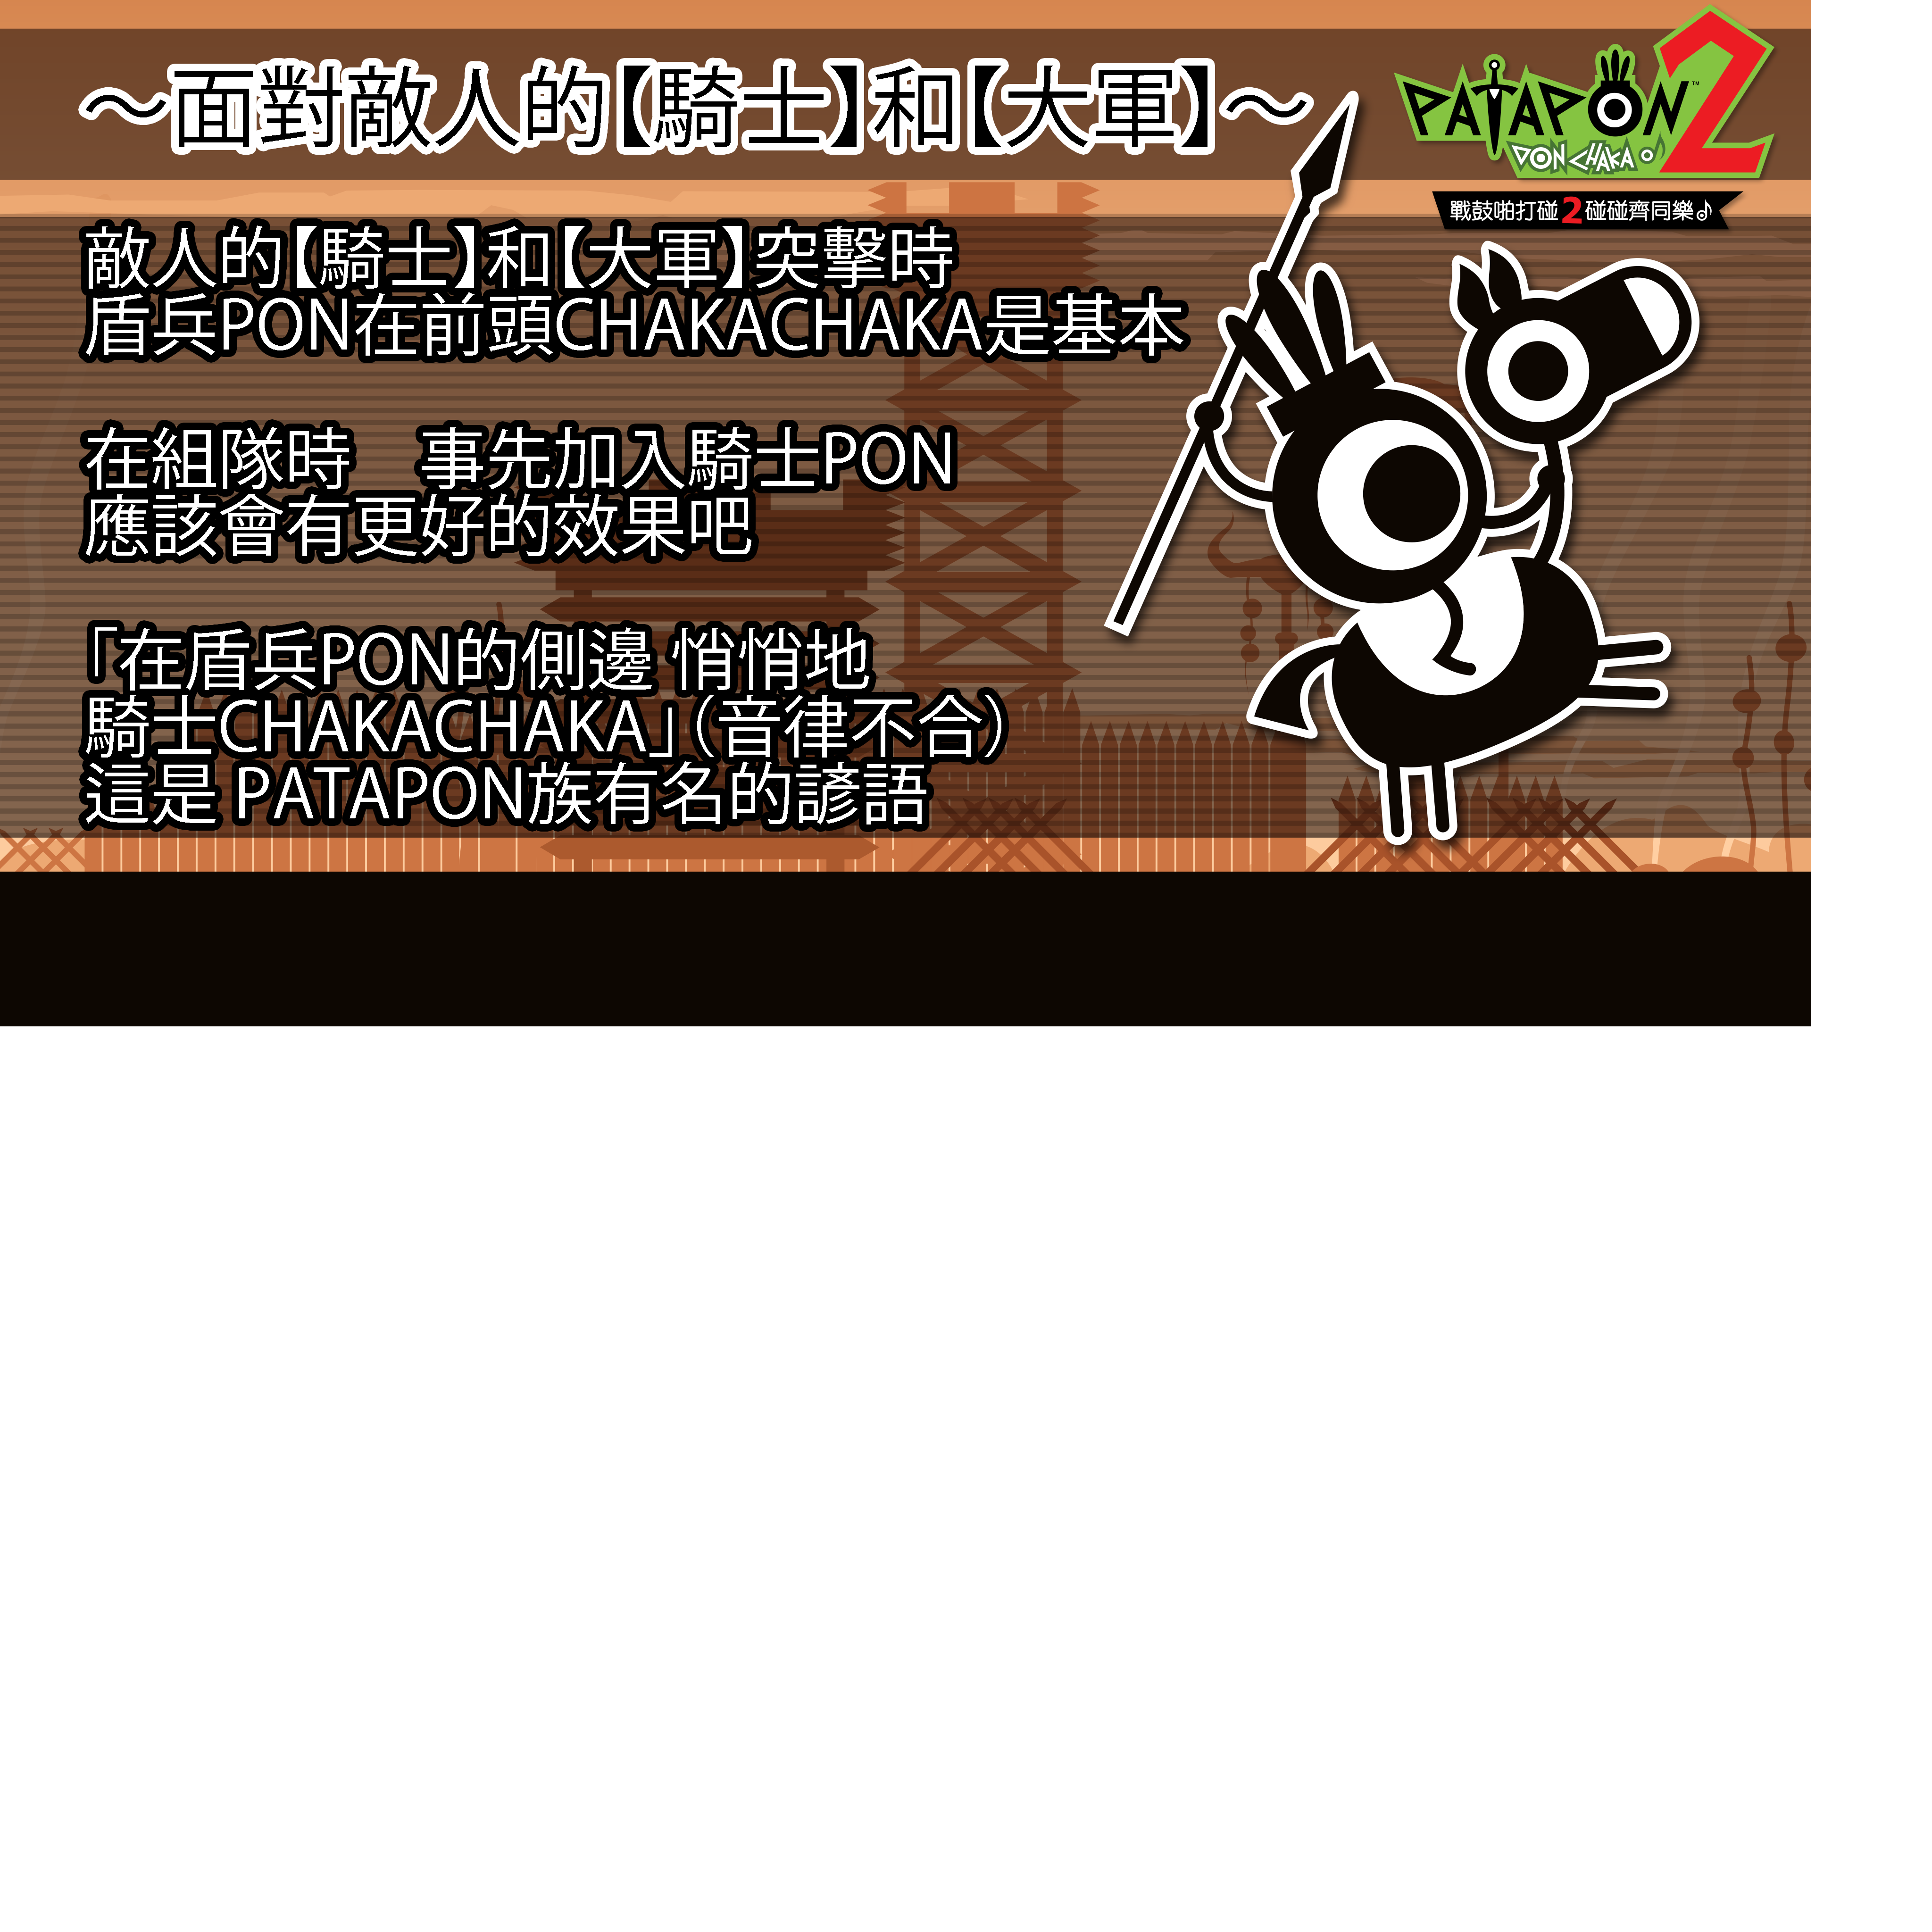 ～面對敵人的【騎士】和【大軍】～
PATAPON 2
DON CHAKA♪
戰鼓啪打碰2碰碰齊同樂♪
敵人的【騎士】和【大軍】突擊時
盾兵PON在前頭CHAKACHAKA是基本
在組隊時　事先加入騎士PON
應該會有更好的效果吧
「在盾兵PON的側邊 悄悄地
騎士CHAKACHAKA」（音律不合）
這是 PATAPON族有名的諺語